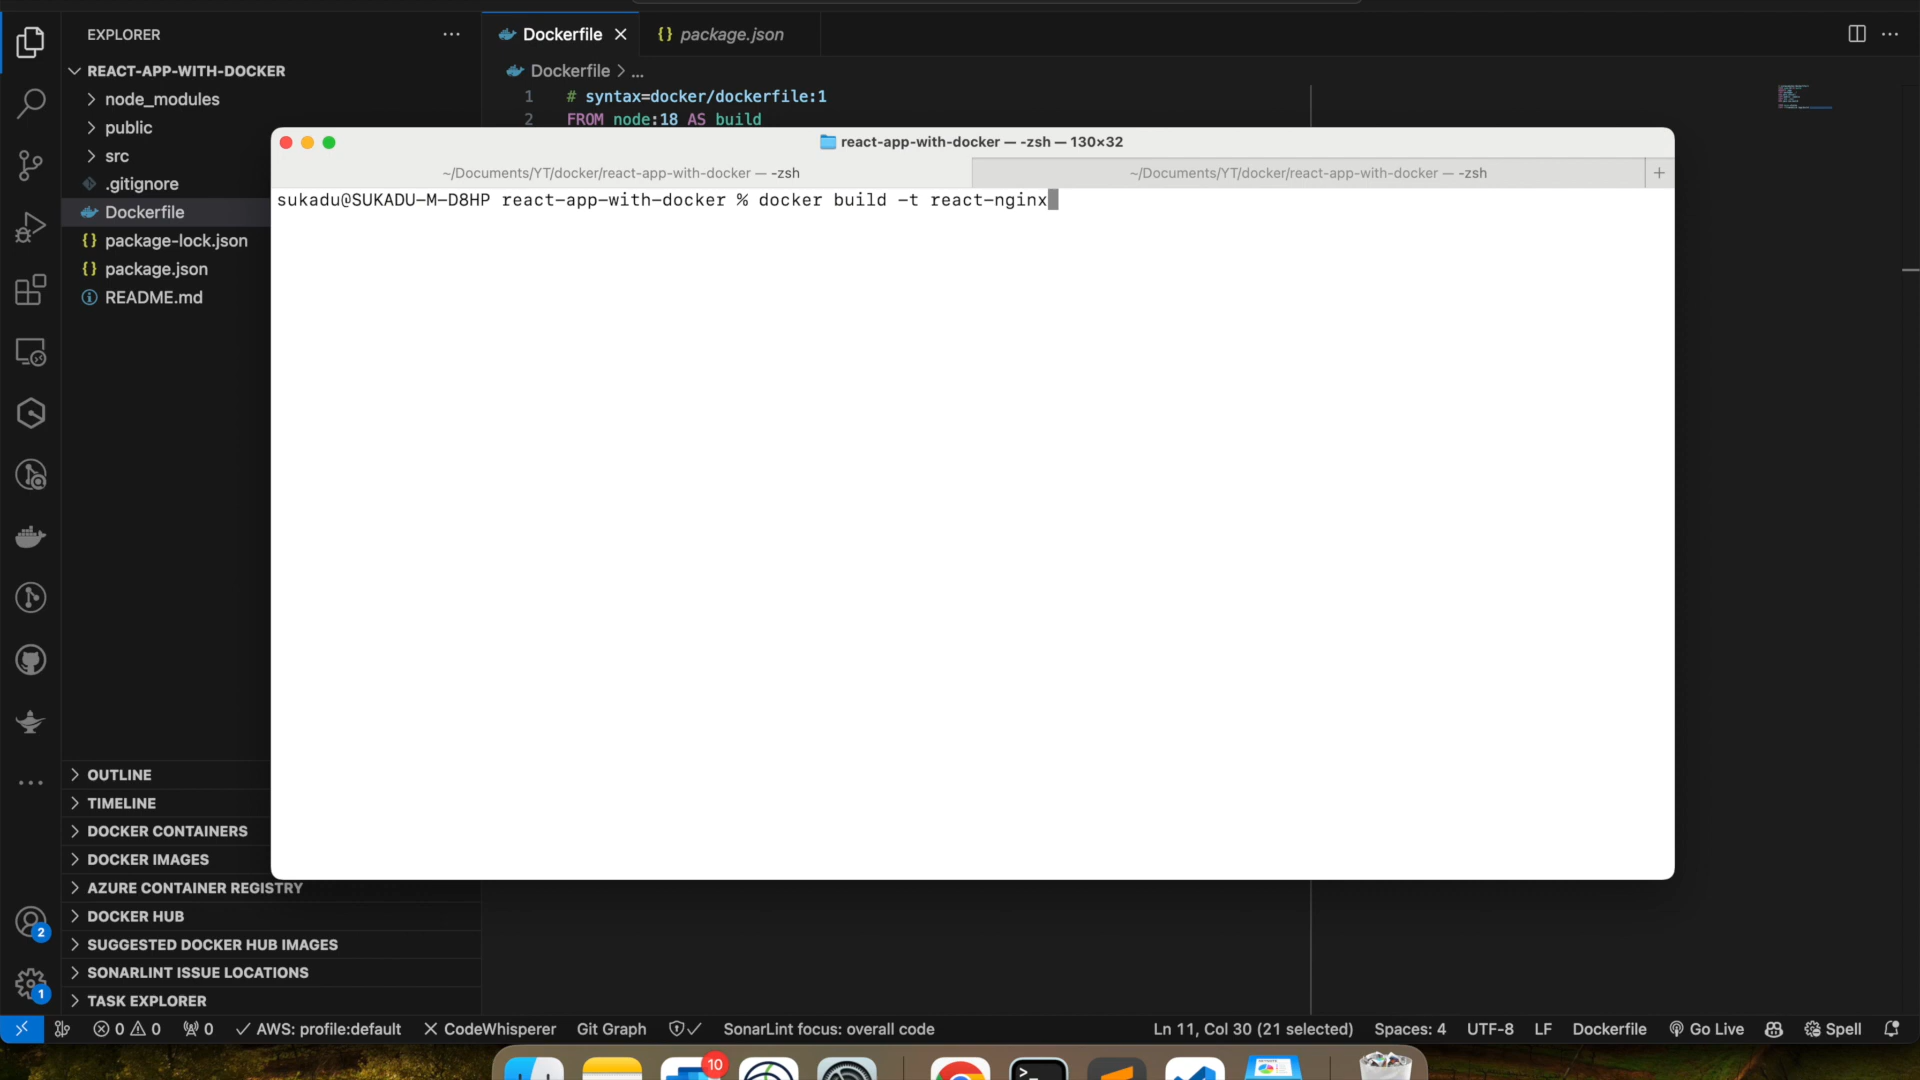 EXPLORER
REACT-APP-WITH-DOCKER
node_modules
public
src
.gitignore
Dockerfile
package-lock.json
package.json
README.md
OUTLINE
TIMELINE
DOCKER CONTAINERS
DOCKER IMAGES
AZURE CONTAINER REGISTRY
DOCKER HUB
SUGGESTED DOCKER HUB IMAGES
SONARLINT ISSUE LOCATIONS
TASK EXPLORER
2
1
Dockerfile
package.json
Dockerfile > ...
1 # syntax=docker/dockerfile:1
2 FROM node:18 AS build
react-app-with-docker — -zsh — 130×32
~/Documents/YT/docker/react-app-with-docker — -zsh
~/Documents/YT/docker/react-app-with-docker — -zsh
sukadu@SUKADU-M-D8HP react-app-with-docker % docker build -t react-nginx
0 0 0 AWS: profile:default CodeWhisperer Git Graph SonarLint focus: overall code Ln 11, Col 30 (21 selected) Spaces: 4 UTF-8 LF Dockerfile Go Live Spell
10